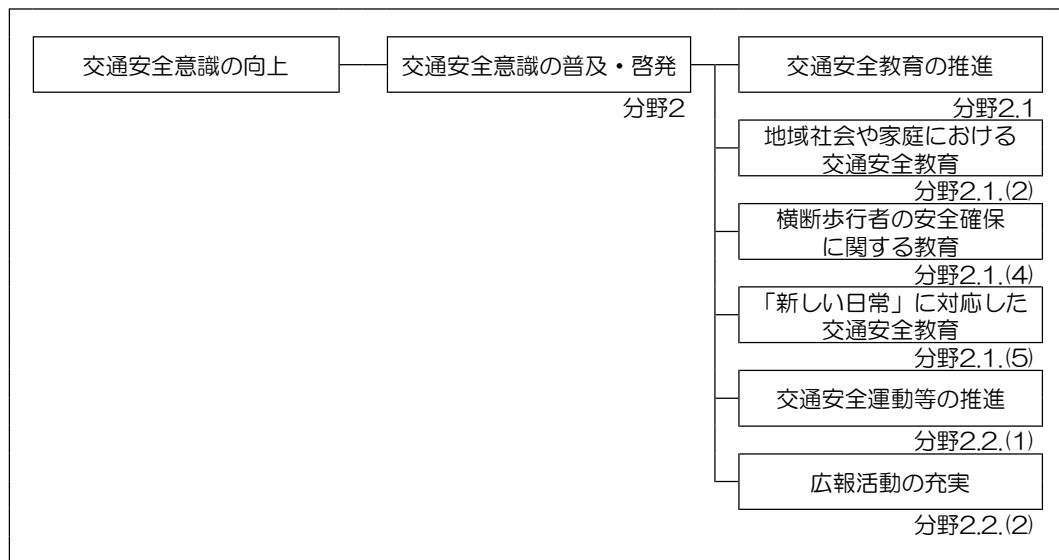 交通安全意識の向上
交通安全意識の普及・啓発
分野2
交通安全教育の推進
分野2.1
地域社会や家庭における
交通安全教育
分野2.1.(2)
横断歩行者の安全確保
に関する教育
分野2.1.(4)
「新しい日常」に対応した
交通安全教育
分野2.1.(5)
交通安全運動等の推進
分野2.2.(1)
広報活動の充実
分野2.2.(2)